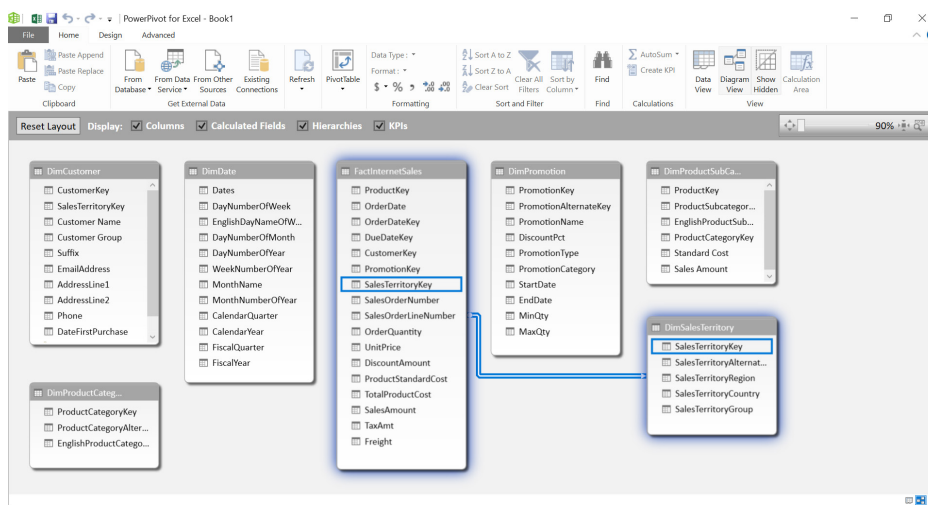 PowerPivot for Excel - Book1
File Home Design Advanced
Paste
Paste Append
Paste Replace
Copy
Clipboard
From Database
From Data Service
From Other Sources
Existing Connections
Get External Data
Refresh
PivotTable
Data Type :
Format :
$ % , .00 .00
Formatting
Sort A to Z
Sort Z to A
Clear Sort
Clear All Filters
Sort by Column
Sort and Filter
Find
Find
AutoSum
Create KPI
Calculations
Data View
Diagram View
Show Hidden
Calculation Area
View
Reset Layout Display: Columns Calculated Fields Hierarchies KPIs 90%
DimCustomer
CustomerKey
SalesTerritoryKey
Customer Name
Customer Group
Suffix
EmailAddress
AddressLine1
AddressLine2
Phone
DateFirstPurchase
DimDate
Dates
DayNumberOfWeek
EnglishDayNameOfW...
DayNumberOfMonth
DayNumberOfYear
WeekNumberOfYear
MonthName
MonthNumberOfYear
CalendarQuarter
CalendarYear
FiscalQuarter
FiscalYear
FactInternetSales
ProductKey
OrderDate
OrderDateKey
DueDateKey
CustomerKey
PromotionKey
SalesTerritoryKey
SalesOrderNumber
SalesOrderLineNumber
OrderQuantity
UnitPrice
DiscountAmount
ProductStandardCost
TotalProductCost
SalesAmount
TaxAmt
Freight
DimPromotion
PromotionKey
PromotionAlternateKey
PromotionName
DiscountPct
PromotionType
PromotionCategory
StartDate
EndDate
MinQty
MaxQty
DimProductSubCa...
ProductKey
ProductSubcategor...
EnglishProductSub...
ProductCategoryKey
Standard Cost
Sales Amount
DimSalesTerritory
SalesTerritoryKey
SalesTerritoryAlternat...
SalesTerritoryRegion
SalesTerritoryCountry
SalesTerritoryGroup
DimProductCateg...
ProductCategoryKey
ProductCategoryAlter...
EnglishProductCatego...